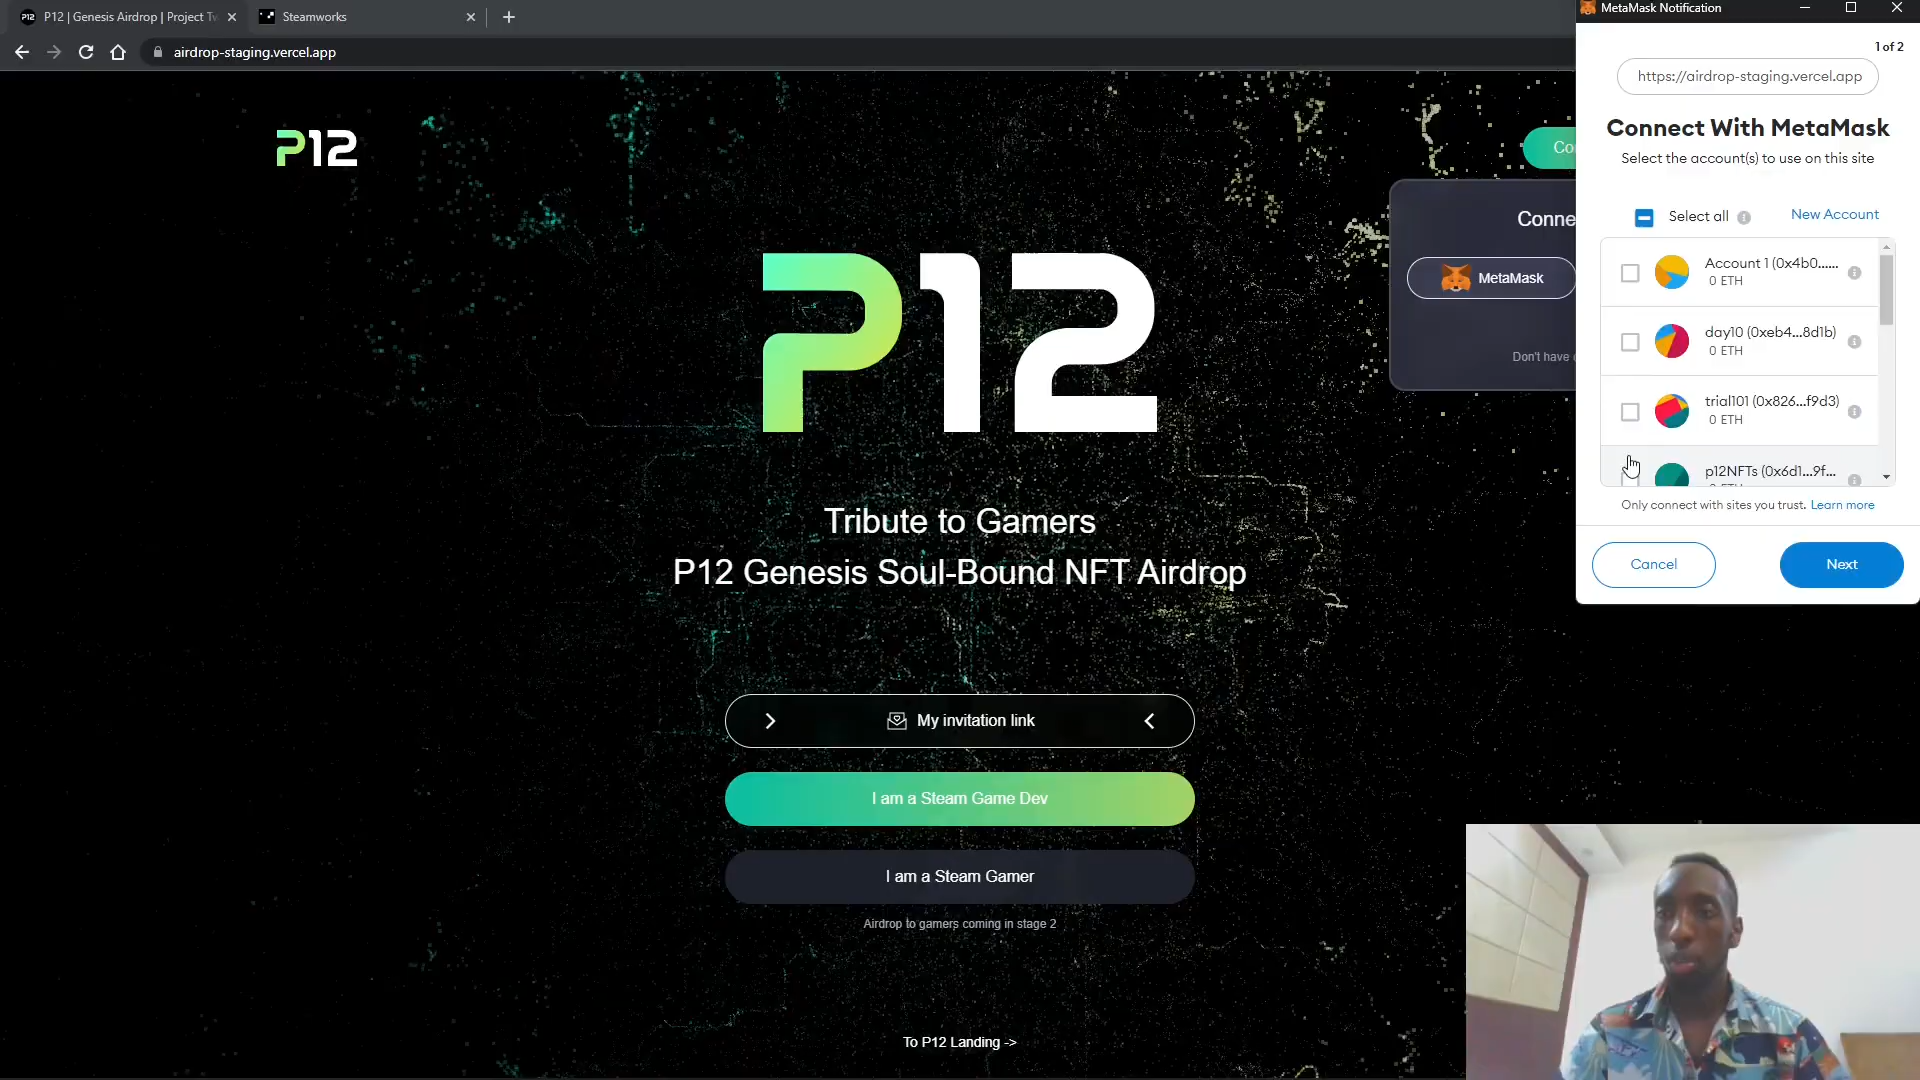 P12 | Genesis Airdrop | Project Tw
Steamworks
airdrop-staging.vercel.app
MetaMask Notification
1 of 2
https://airdrop-staging.vercel.app
Connect With MetaMask
Select the account(s) to use on this site
Select all
New Account
Account 1 (0x4b0......
0 ETH
day10 (0xeb4...8d1b)
0 ETH
trial101 (0x826...f9d3)
0 ETH
p12NFTs (0x6d1...9f...
0 ETH
Only connect with sites you trust. Learn more
Cancel
Next
P12
Co
Conne
MetaMask
Don't have
P12
Tribute to Gamers
P12 Genesis Soul-Bound NFT Airdrop
My invitation link
I am a Steam Game Dev
I am a Steam Gamer
Airdrop to gamers coming in stage 2
To P12 Landing ->